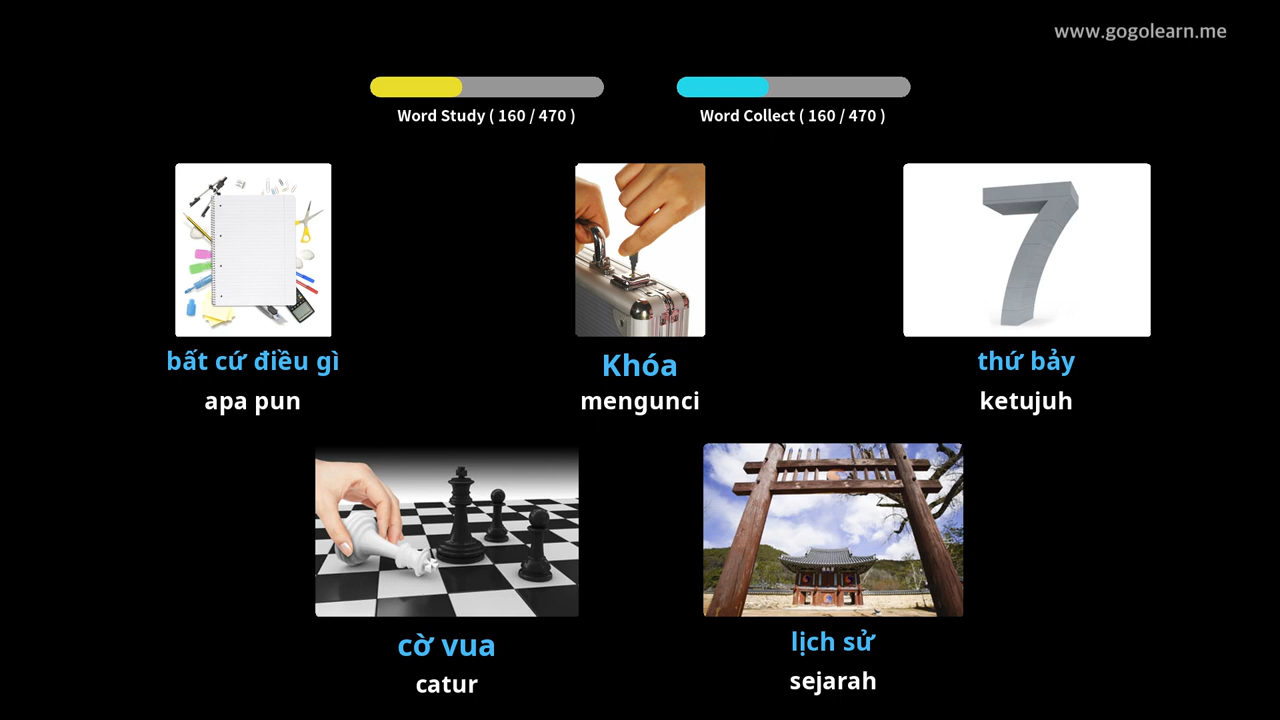 www.gogolearn.me
Word Study ( 160 / 470 )
Word Collect ( 160 / 470 )
bất cứ điều gì
apa pun
Khóa
mengunci
thứ bảy
ketujuh
cờ vua
catur
lịch sử
sejarah